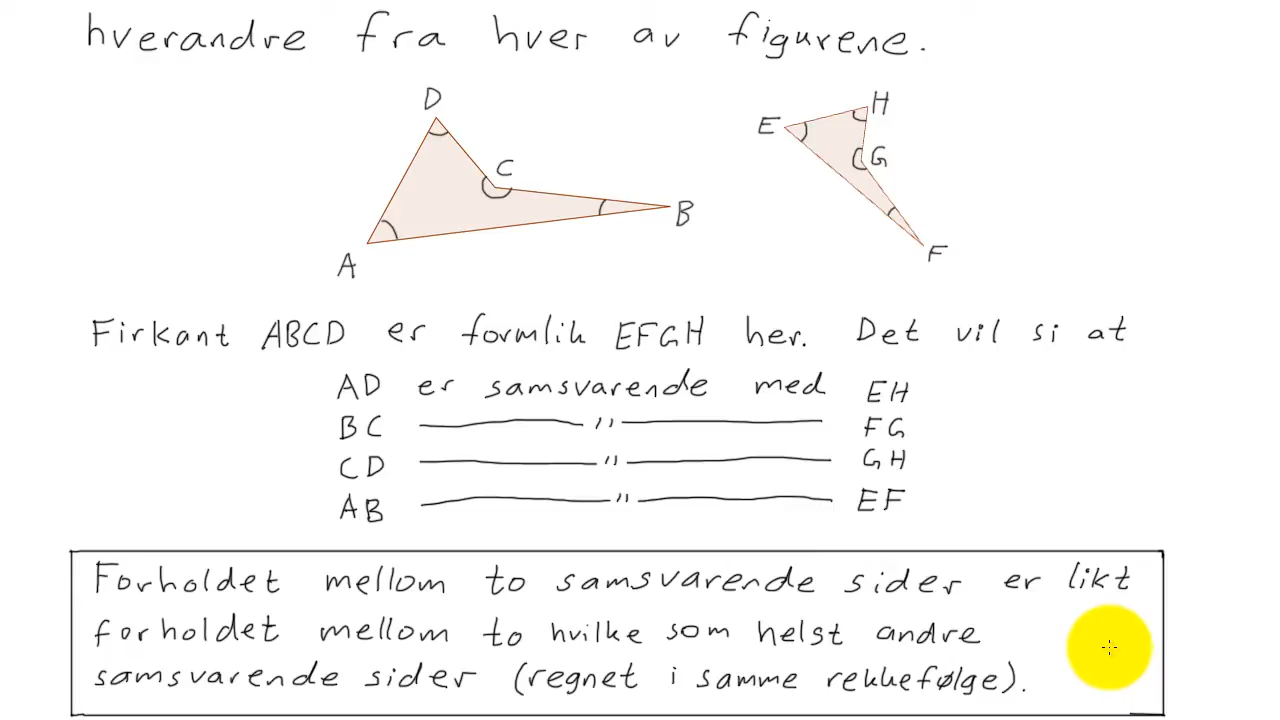 hverandre fra hver av figurene.
D
H
E
C
G
B
A
F
Firkant ABCD er formlik EFGH her. Det vil si at
AD er samsvarende med EH
BC —— " —— FG
CD —— " —— GH
AB —— " —— EF
Forholdet mellom to samsvarende sider er likt
forholdet mellom to hvilke som helst andre
samsvarende sider (regnet i samme rekkefølge).